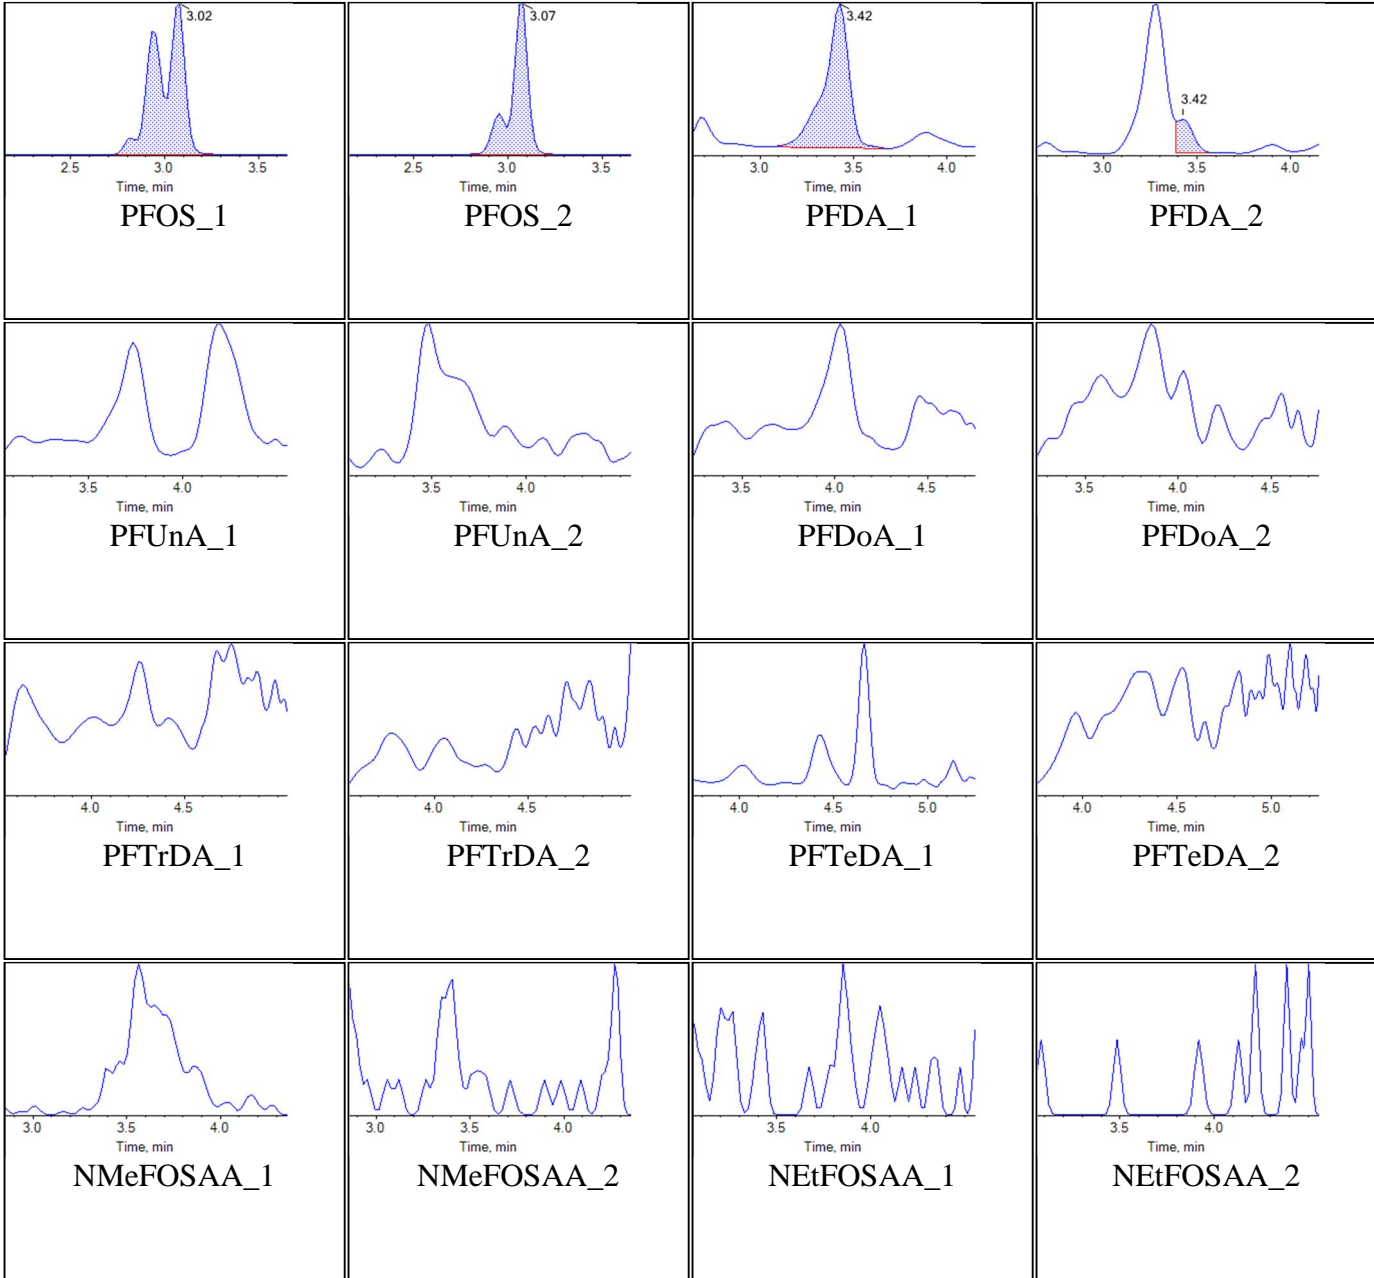 3.02
3.07
3.42
3.42
2.5 3.0 3.5
2.5 3.0 3.5
3.0 3.5 4.0
3.0 3.5 4.0
Time, min
Time, min
Time, min
Time, min
PFOS_1
PFOS_2
PFDA_1
PFDA_2
3.5 4.0
3.5 4.0
3.5 4.0 4.5
3.5 4.0 4.5
Time, min
Time, min
Time, min
Time, min
PFUnA_1
PFUnA_2
PFDoA_1
PFDoA_2
4.0 4.5
4.0 4.5
4.0 4.5 5.0
4.0 4.5 5.0
Time, min
Time, min
Time, min
Time, min
PFTrDA_1
PFTrDA_2
PFTeDA_1
PFTeDA_2
3.0 3.5 4.0
3.0 3.5 4.0
3.5 4.0
3.5 4.0
Time, min
Time, min
Time, min
Time, min
NMeFOSAA_1
NMeFOSAA_2
NEtFOSAA_1
NEtFOSAA_2